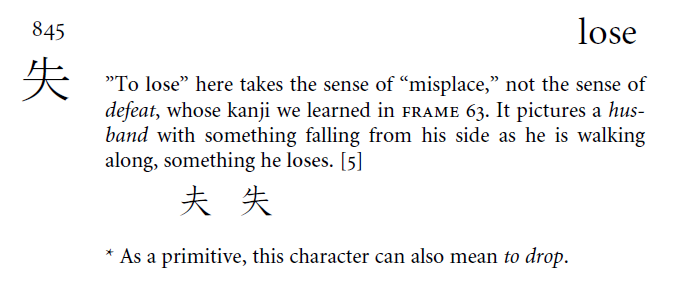 845
lose
失
”To lose” here takes the sense of “misplace,” not the sense of
defeat, whose kanji we learned in FRAME 63. It pictures a hus-
band with something falling from his side as he is walking
along, something he loses. [5]
夫 失
* As a primitive, this character can also mean to drop.